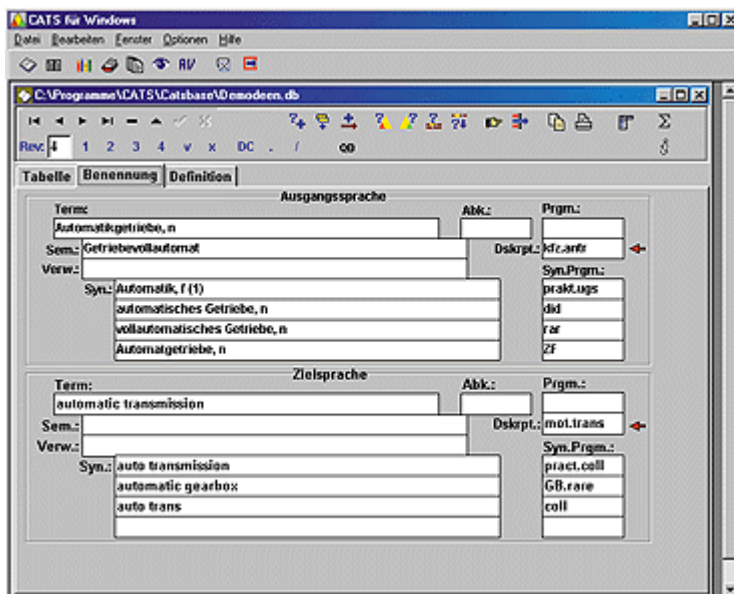 CATS für Windows
Datei Bearbeiten Fenster Optionen Hilfe
AV
C:\Programme\CATS\Catsbase\Demodeen.db
Σ
Rev: 4 1 2 3 4 v x DC . /
Tabelle Benennung Definition
Ausgangssprache
Term: Abk.: Prgm.:
Automatikgetriebe, n
Sem.: Getriebevollautomat Dskrpt.: kfz.antr
Verw.: Syn.Prgm.:
Syn.: Automatik, f (1) prakt.ugs
automatisches Getriebe, n did
vollautomatisches Getriebe, n rar
Automatgetriebe, n ZF
Zielsprache
Term: Abk.: Prgm.:
automatic transmission
Sem.: Dskrpt.: mot.trans
Verw.: Syn.Prgm.:
Syn.: auto transmission pract.coll
automatic gearbox GB.rare
auto trans coll